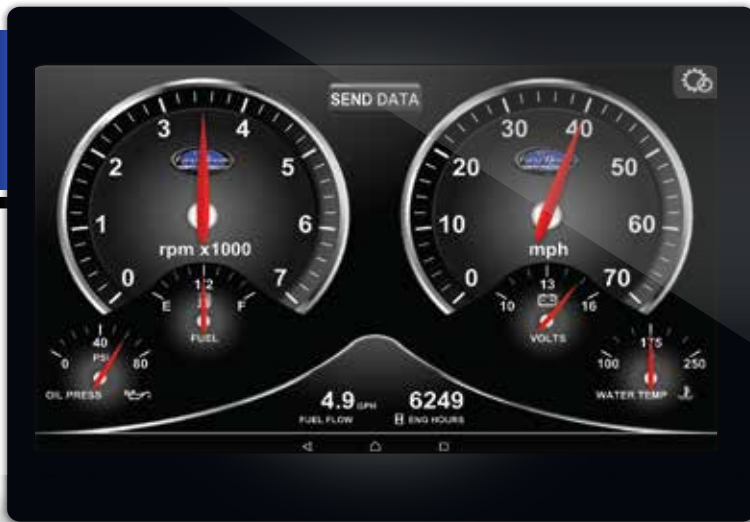 SEND DATA
0 1 2 3 4 5 6 7
rpm x1000
0 10 20 30 40 50 60 70
mph
E 1/2 F
FUEL
10 13 16
VOLTS
0 40 80
PSI
OIL PRESS
100 175 250
WATER TEMP
4.9 GPH
FUEL FLOW
6249
ENG HOURS